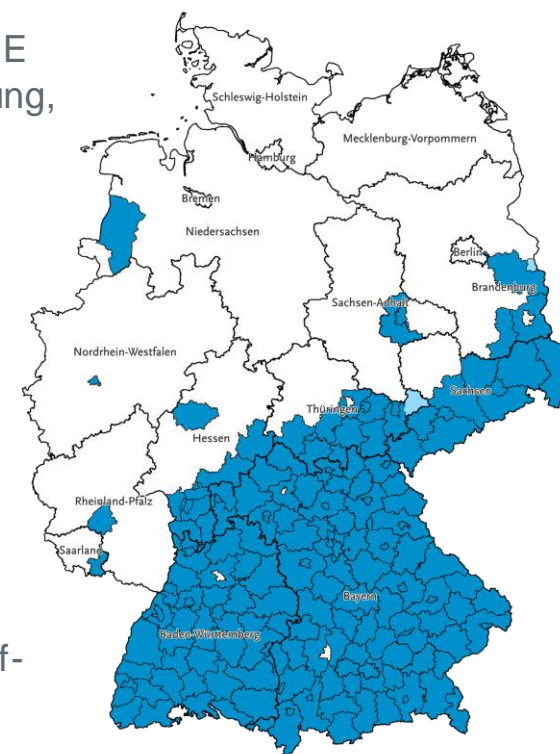 E
ung,
Schleswig-Holstein
Mecklenburg-Vorpommern
Hamburg
Bremen
Niedersachsen
Berlin
Brandenburg
Sachsen-Anhalt
Nordrhein-Westfalen
Sachsen
Thüringen
Hessen
Rheinland-Pfalz
Saarland
Bayern
Baden-Württemberg
f-